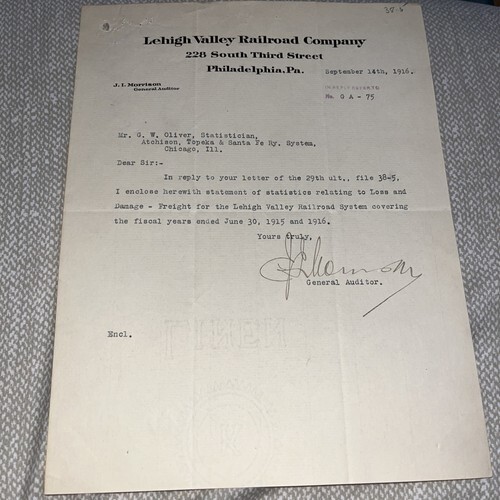 35-5
Lehigh Valley Railroad Company
228 South Third Street
Philadelphia, Pa.
September 14th, 1916.
J. I. Morrison
General Auditor
No. G A - 75
Mr. G. W. Oliver, Statistician,
Atchison, Topeka & Santa Fe Ry. System,
Chicago, Ill.
Dear Sir:-
In reply to your letter of the 29th ult., file 38-5,
I enclose herewith statement of statistics relating to Loss and
Damage - Freight for the Lehigh Valley Railroad System covering
the fiscal years ended June 30, 1915 and 1916.
Yours truly,
J I Morrison
General Auditor.
Encl.
LINEN